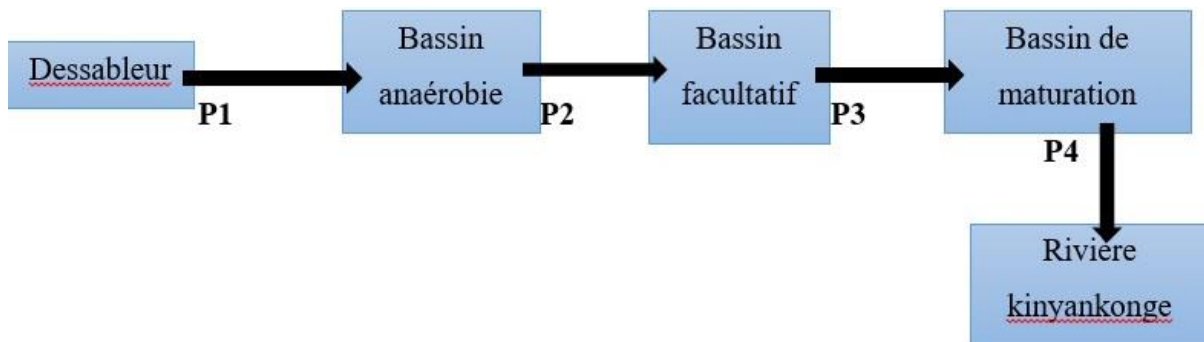 Dessableur
P1
Bassin
anaérobie
P2
Bassin
facultatif
P3
Bassin de
maturation
P4
Rivière
kinyankonge